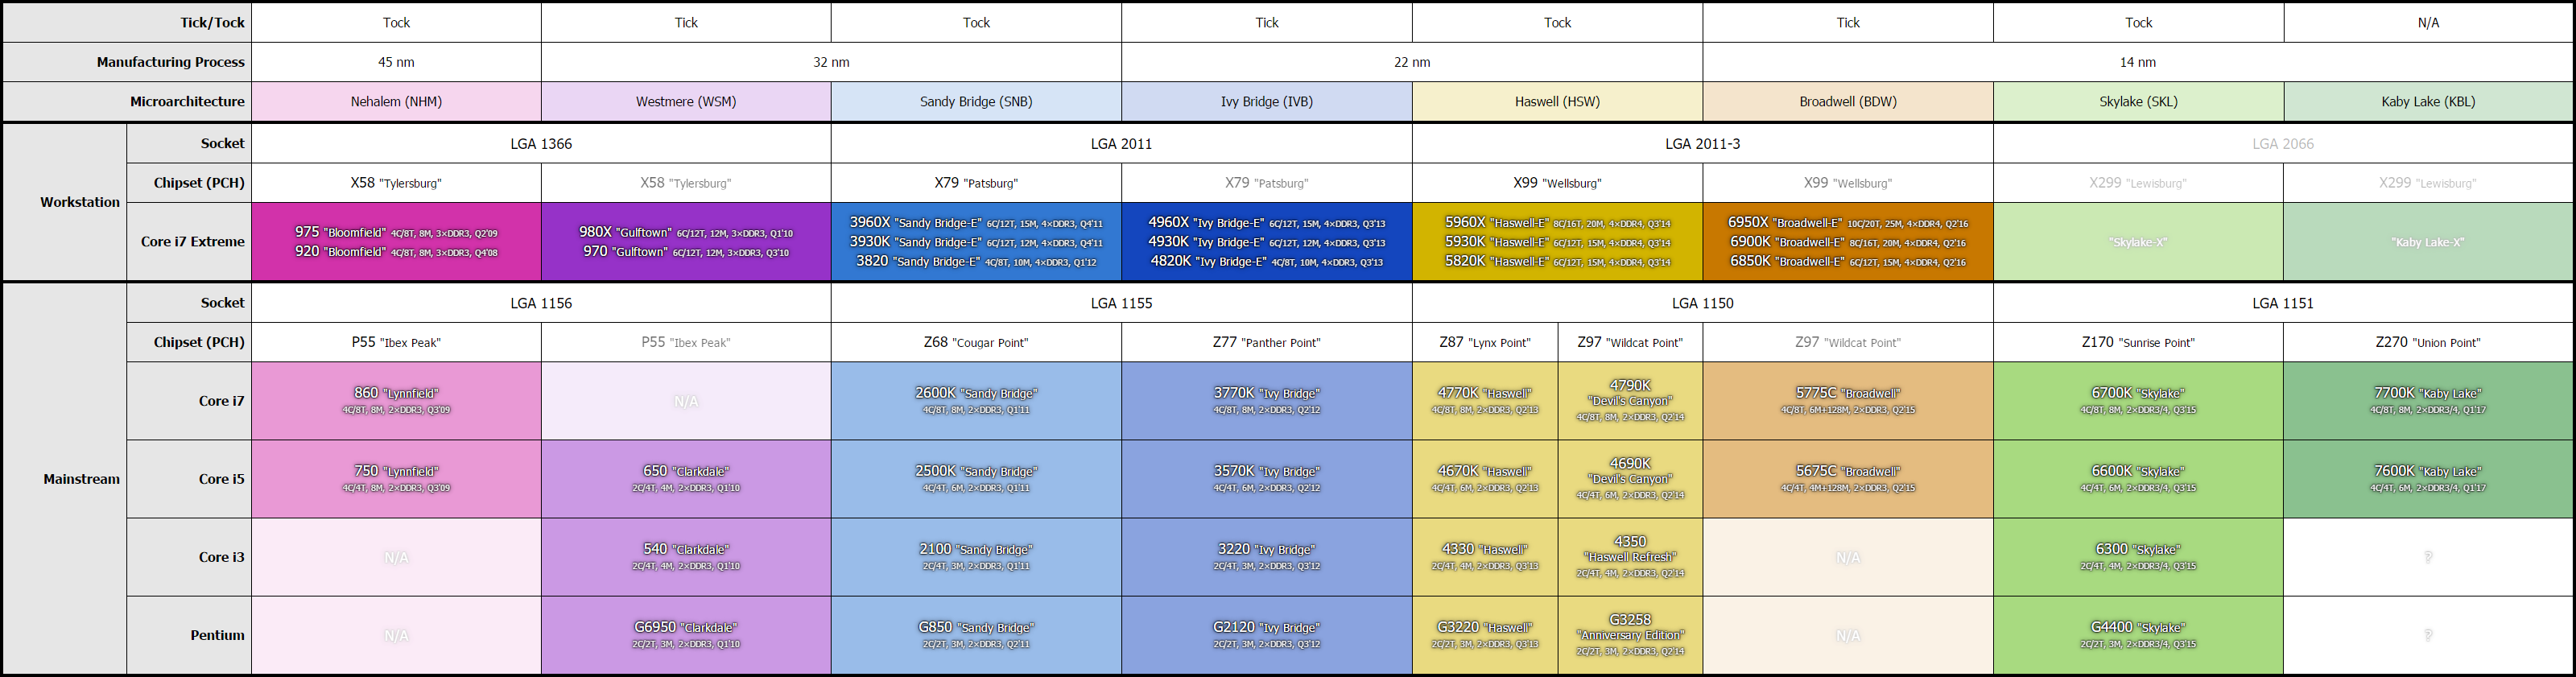 Tick/Tock Tock Tick Tock Tick Tock Tick Tock N/A
Manufacturing Process 45 nm 32 nm 22 nm 14 nm
Microarchitecture Nehalem (NHM) Westmere (WSM) Sandy Bridge (SNB) Ivy Bridge (IVB) Haswell (HSW) Broadwell (BDW) Skylake (SKL) Kaby Lake (KBL)
Workstation
Socket LGA 1366 LGA 2011 LGA 2011-3 LGA 2066
Chipset (PCH) X58 "Tylersburg" X58 "Tylersburg" X79 "Patsburg" X79 "Patsburg" X99 "Wellsburg" X99 "Wellsburg" X299 "Lewisburg" X299 "Lewisburg"
Core i7 Extreme
975 "Bloomfield" 4C/8T, 8M, 3×DDR3, Q2'09
920 "Bloomfield" 4C/8T, 8M, 3×DDR3, Q4'08
980X "Gulftown" 6C/12T, 12M, 3×DDR3, Q1'10
970 "Gulftown" 6C/12T, 12M, 3×DDR3, Q3'10
3960X "Sandy Bridge-E" 6C/12T, 15M, 4×DDR3, Q4'11
3930K "Sandy Bridge-E" 6C/12T, 12M, 4×DDR3, Q4'11
3820 "Sandy Bridge-E" 4C/8T, 10M, 4×DDR3, Q1'12
4960X "Ivy Bridge-E" 6C/12T, 15M, 4×DDR3, Q3'13
4930K "Ivy Bridge-E" 6C/12T, 12M, 4×DDR3, Q3'13
4820K "Ivy Bridge-E" 4C/8T, 10M, 4×DDR3, Q3'13
5960X "Haswell-E" 8C/16T, 20M, 4×DDR4, Q3'14
5930K "Haswell-E" 6C/12T, 15M, 4×DDR4, Q3'14
5820K "Haswell-E" 6C/12T, 15M, 4×DDR4, Q3'14
6950X "Broadwell-E" 10C/20T, 25M, 4×DDR4, Q2'16
6900K "Broadwell-E" 8C/16T, 20M, 4×DDR4, Q2'16
6850K "Broadwell-E" 6C/12T, 15M, 4×DDR4, Q2'16
"Skylake-X"
"Kaby Lake-X"
Mainstream
Socket LGA 1156 LGA 1155 LGA 1150 LGA 1151
Chipset (PCH) P55 "Ibex Peak" P55 "Ibex Peak" Z68 "Cougar Point" Z77 "Panther Point" Z87 "Lynx Point" Z97 "Wildcat Point" Z97 "Wildcat Point" Z170 "Sunrise Point" Z270 "Union Point"
Core i7
860 "Lynnfield"
4C/8T, 8M, 2×DDR3, Q3'09
N/A
2600K "Sandy Bridge"
4C/8T, 8M, 2×DDR3, Q1'11
3770K "Ivy Bridge"
4C/8T, 8M, 2×DDR3, Q2'12
4770K "Haswell"
4C/8T, 8M, 2×DDR3, Q2'13
4790K
"Devil's Canyon"
4C/8T, 8M, 2×DDR3, Q2'14
5775C "Broadwell"
4C/8T, 6M+128M, 2×DDR3, Q2'15
6700K "Skylake"
4C/8T, 8M, 2×DDR3/4, Q3'15
7700K "Kaby Lake"
4C/8T, 8M, 2×DDR3/4, Q1'17
Core i5
750 "Lynnfield"
4C/4T, 8M, 2×DDR3, Q3'09
650 "Clarkdale"
2C/4T, 4M, 2×DDR3, Q1'10
2500K "Sandy Bridge"
4C/4T, 6M, 2×DDR3, Q1'11
3570K "Ivy Bridge"
4C/4T, 6M, 2×DDR3, Q2'12
4670K "Haswell"
4C/4T, 6M, 2×DDR3, Q2'13
4690K
"Devil's Canyon"
4C/4T, 6M, 2×DDR3, Q2'14
5675C "Broadwell"
4C/4T, 4M+128M, 2×DDR3, Q2'15
6600K "Skylake"
4C/4T, 6M, 2×DDR3/4, Q3'15
7600K "Kaby Lake"
4C/4T, 6M, 2×DDR3/4, Q1'17
Core i3
N/A
540 "Clarkdale"
2C/4T, 4M, 2×DDR3, Q1'10
2100 "Sandy Bridge"
2C/4T, 3M, 2×DDR3, Q1'11
3220 "Ivy Bridge"
2C/4T, 3M, 2×DDR3, Q3'12
4330 "Haswell"
2C/4T, 4M, 2×DDR3, Q3'13
4350
"Haswell Refresh"
2C/4T, 4M, 2×DDR3, Q2'14
N/A
6300 "Skylake"
2C/4T, 4M, 2×DDR3/4, Q3'15
?
Pentium
N/A
G6950 "Clarkdale"
2C/2T, 3M, 2×DDR3, Q1'10
G850 "Sandy Bridge"
2C/2T, 3M, 2×DDR3, Q2'11
G2120 "Ivy Bridge"
2C/2T, 3M, 2×DDR3, Q3'12
G3220 "Haswell"
2C/2T, 3M, 2×DDR3, Q3'13
G3258
"Anniversary Edition"
2C/2T, 3M, 2×DDR3, Q2'14
N/A
G4400 "Skylake"
2C/2T, 3M, 2×DDR3/4, Q3'15
?